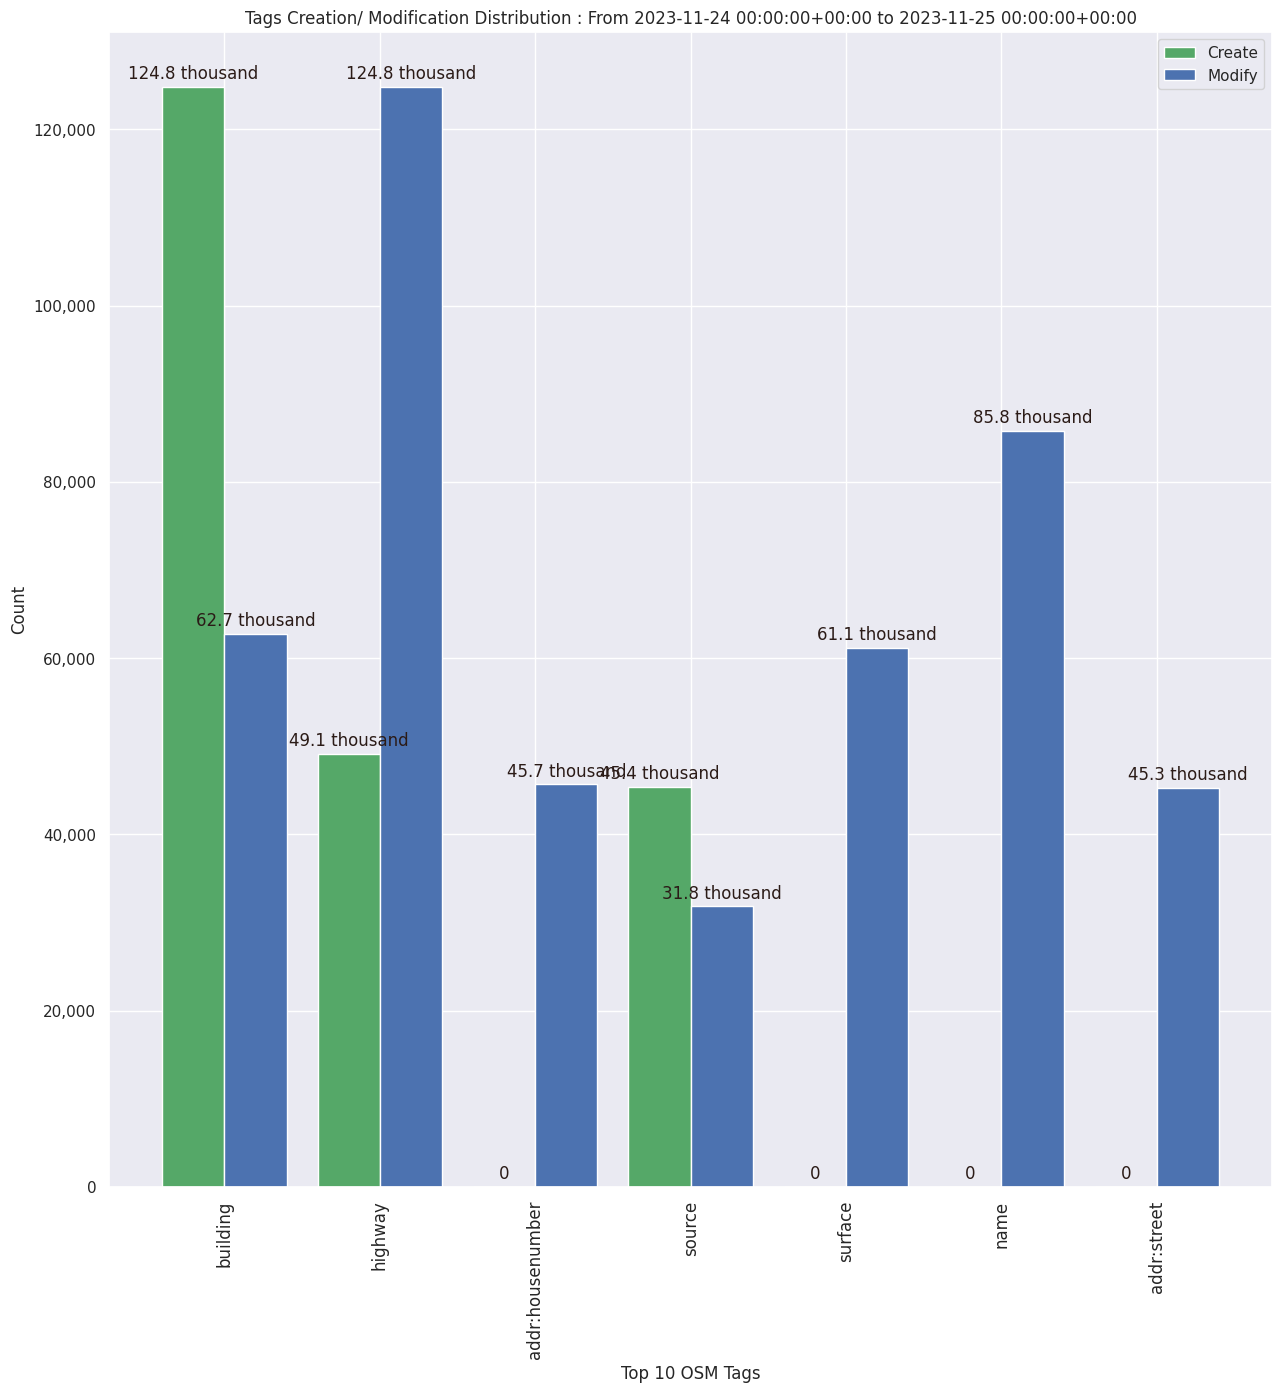 Tags Creation/ Modification Distribution : From 2023-11-24 00:00:00+00:00 to 2023-11-25 00:00:00+00:00
Create
Modify
124.8 thousand
124.8 thousand
120,000
100,000
85.8 thousand
80,000
62.7 thousand
61.1 thousand
60,000
49.1 thousand
45.7 thousand
45.4 thousand
45.3 thousand
40,000
31.8 thousand
20,000
0
0
0
0
0
Count
building
highway
addr:housenumber
source
surface
name
addr:street
Top 10 OSM Tags